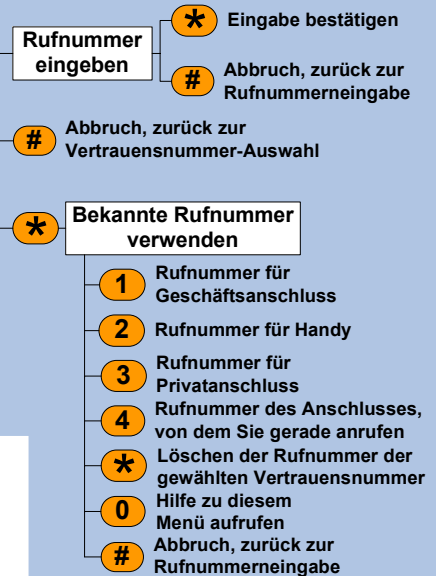 * Eingabe bestätigen
Rufnummer
eingeben
# Abbruch, zurück zur
Rufnummerneingabe
# Abbruch, zurück zur
Vertrauensnummer-Auswahl
* Bekannte Rufnummer
verwenden
1 Rufnummer für
Geschäftsanschluss
2 Rufnummer für Handy
3 Rufnummer für
Privatanschluss
4 Rufnummer des Anschlusses,
von dem Sie gerade anrufen
* Löschen der Rufnummer der
gewählten Vertrauensnummer
0 Hilfe zu diesem
Menü aufrufen
# Abbruch, zurück zur
Rufnummerneingabe